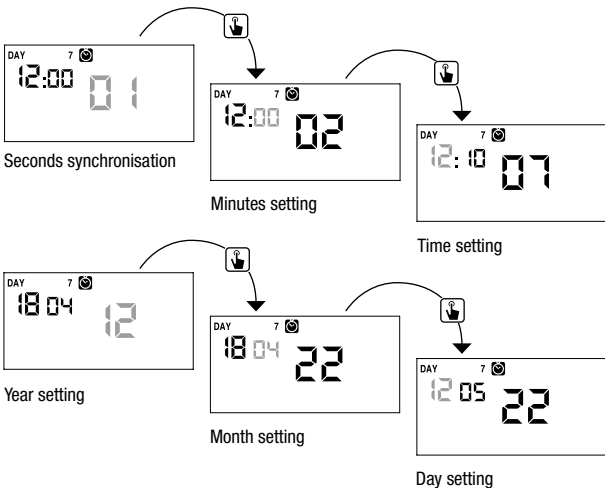 DAY 7
12:00 01
Seconds synchronisation
DAY 7
12:00 02
Minutes setting
DAY 7
12:10 07
Time setting
DAY 7
18 04 12
Year setting
DAY 7
18 04 22
Month setting
DAY 7
12 05 22
Day setting